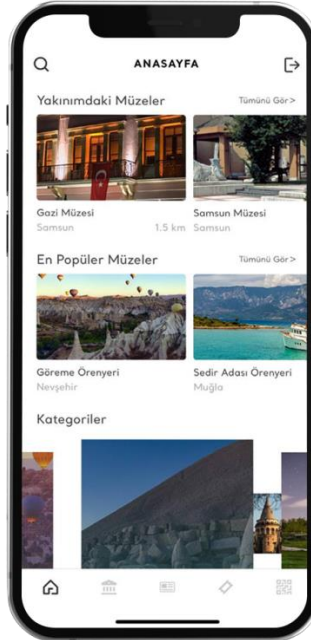 ANASAYFA
Yakınımdaki Müzeler Tümünü Gör >
Gazi Müzesi Samsun Müzesi
Samsun 1.5 km Samsun
En Popüler Müzeler Tümünü Gör >
Göreme Örenyeri Sedir Adası Örenyeri
Nevşehir Muğla
Kategoriler